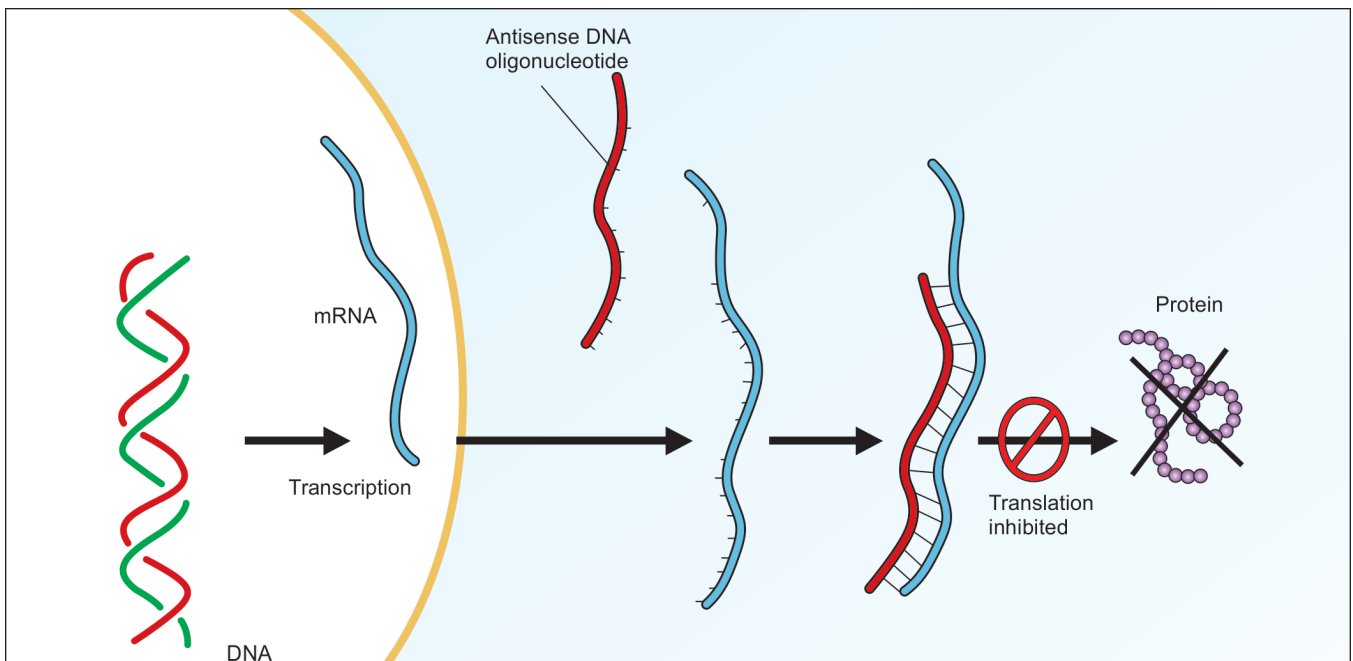 Antisense DNA
oligonucleotide
mRNA
Protein
Transcription
Translation
inhibited
DNA